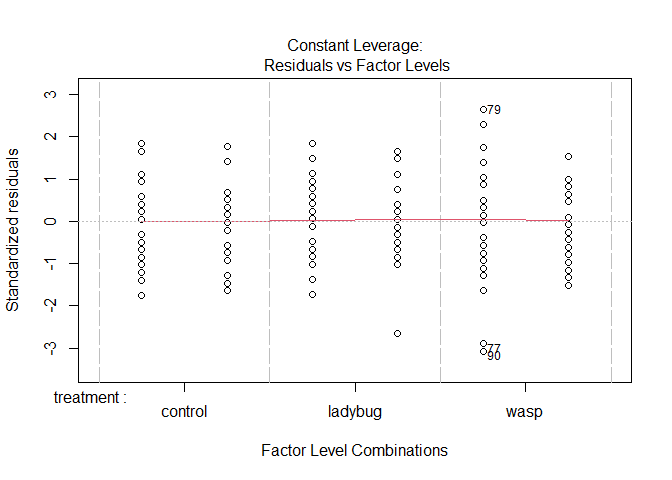 Constant Leverage:
Residuals vs Factor Levels
Standardized residuals
3
2
1
0
-1
-2
-3
79
77
90
treatment :
control
ladybug
wasp
Factor Level Combinations